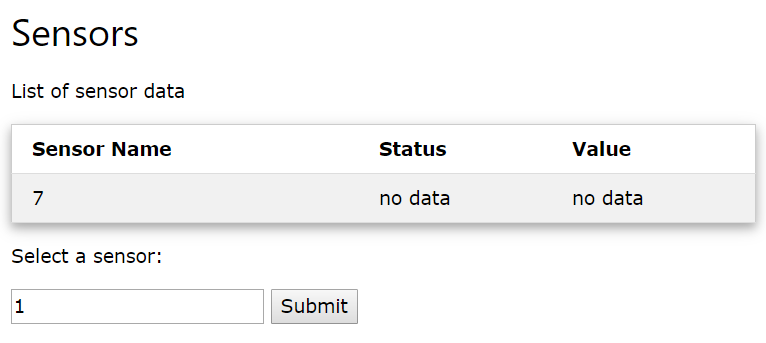 Sensors
List of sensor data
Sensor Name Status Value
7 no data no data
Select a sensor:
1 Submit